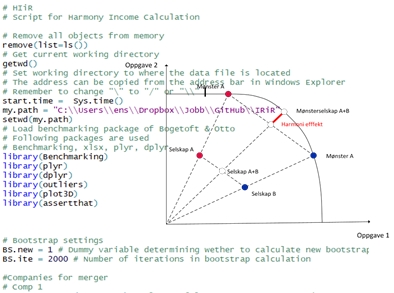 # HIiR
# Script for Harmony Income Calculation
# Remove all objects from memory
remove(list=ls())
# Get current working directory
getwd()
# Set working directory to where the data file is located
# The address can be copied from the address bar in Windows Explorer
# Remember to change "\" to "/" or "\\"
start.time = Sys.time()
my.path = "C:\\Users\\ens\\Dropbox\\Jobb\\GitHub\\IRiR"
setwd(my.path)
# Load benchmarking package of Bogetoft & Otto
# Following packages are used
# Benchmarking, xlsx, plyr, dplyr
library(Benchmarking)
library(plyr)
library(dplyr)
library(outliers)
library(plot3D)
library(assertthat)
# Bootstrap settings
BS.new = 1 # Dummy variable determining wether to calculate new bootstrap
BS.ite = 2000 # Number of iterations in bootstrap calculation
#Companies for merger
# Comp 1
Oppgave 2
Mønster A
Mønsterselskap A+B
Harmoni efffekt
Selskap A
Mønster A
Selskap A+B
Selskap B
Oppgave 1